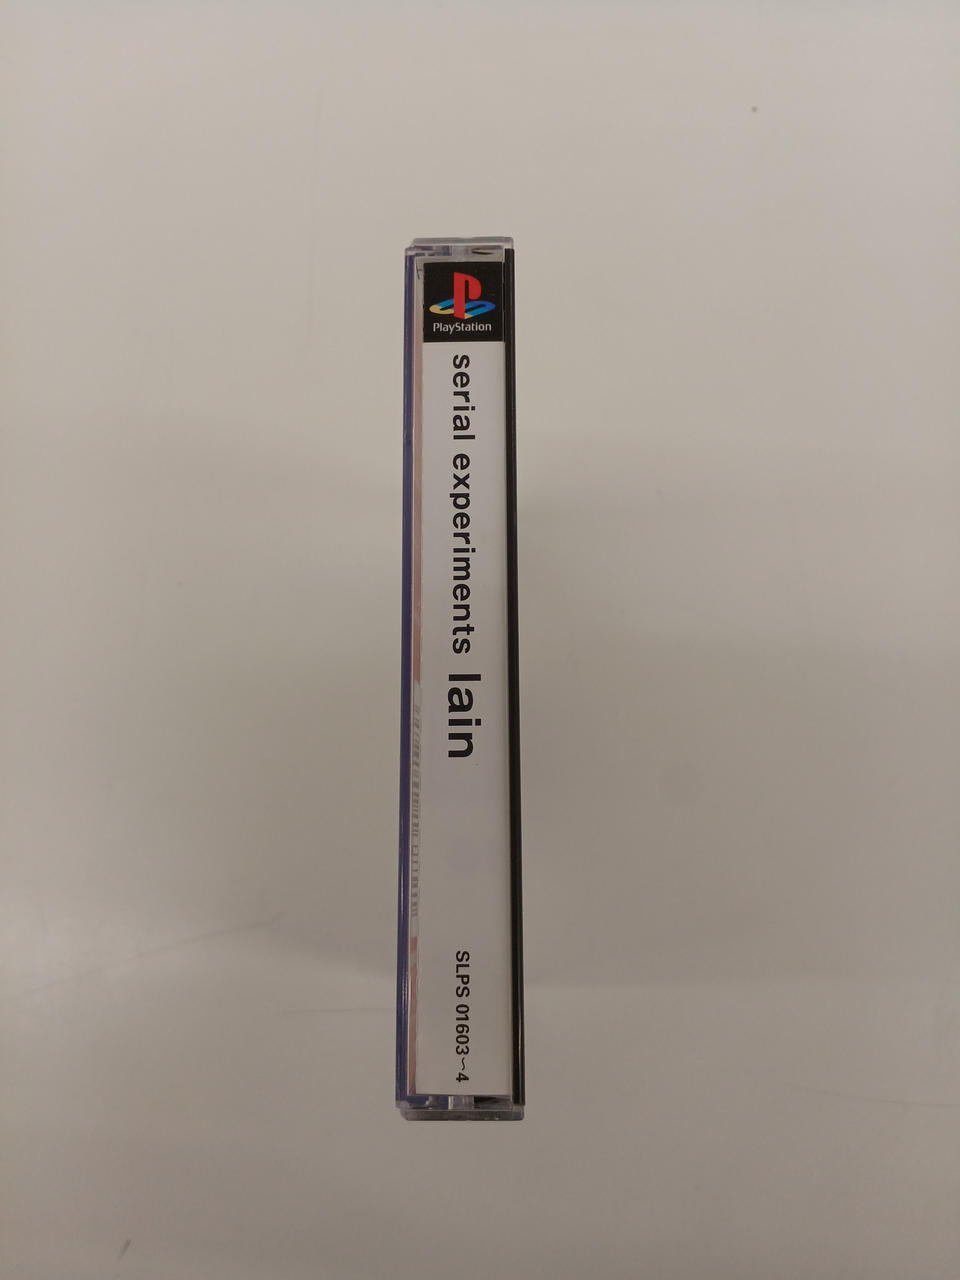 PlayStation
serial experiments lain
SLPS 01603~4